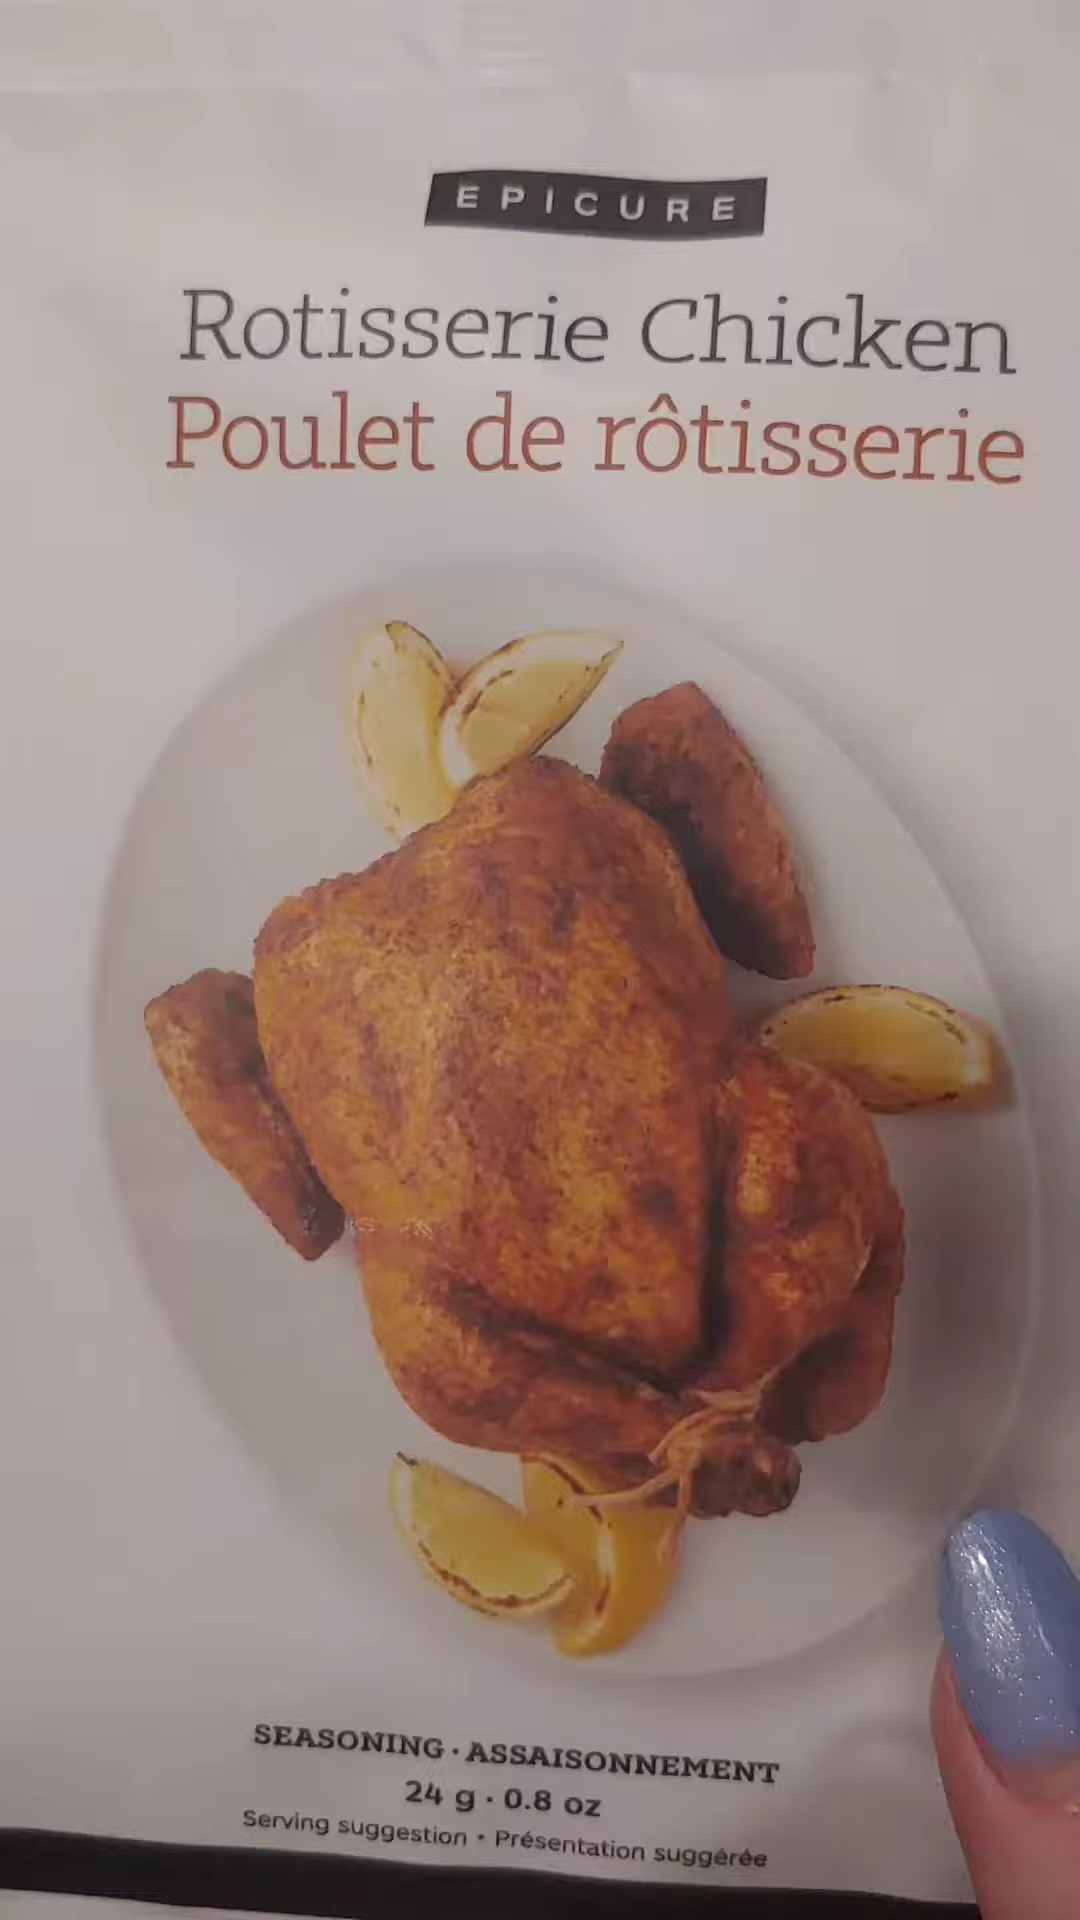 EPICURE
Rotisserie Chicken
Poulet de rôtisserie
SEASONING · ASSAISONNEMENT
24 g · 0.8 oz
Serving suggestion • Présentation suggérée